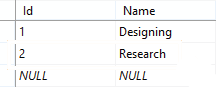 Id Name
1 Designing
2 Research
NULL NULL